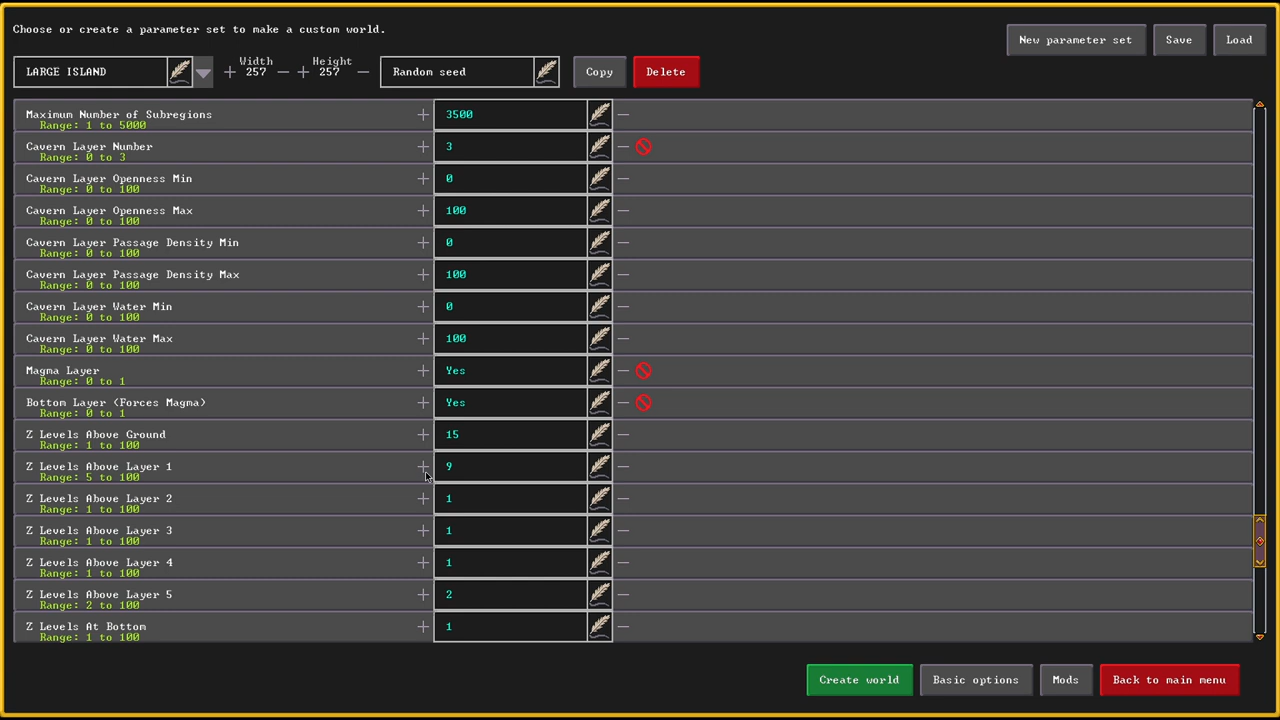 Choose or create a parameter set to make a custom world.
New parameter set
Save
Load
LARGE ISLAND
Width
257
Height
257
Random seed
Copy
Delete
Maximum Number of Subregions
Range: 1 to 5000
3500
Cavern Layer Number
Range: 0 to 3
3
Cavern Layer Openness Min
Range: 0 to 100
0
Cavern Layer Openness Max
Range: 0 to 100
100
Cavern Layer Passage Density Min
Range: 0 to 100
0
Cavern Layer Passage Density Max
Range: 0 to 100
100
Cavern Layer Water Min
Range: 0 to 100
0
Cavern Layer Water Max
Range: 0 to 100
100
Magma Layer
Range: 0 to 1
Yes
Bottom Layer (Forces Magma)
Range: 0 to 1
Yes
Z Levels Above Ground
Range: 1 to 100
15
Z Levels Above Layer 1
Range: 5 to 100
9
Z Levels Above Layer 2
Range: 1 to 100
1
Z Levels Above Layer 3
Range: 1 to 100
1
Z Levels Above Layer 4
Range: 1 to 100
1
Z Levels Above Layer 5
Range: 2 to 100
2
Z Levels At Bottom
Range: 1 to 100
1
Create world
Basic options
Mods
Back to main menu